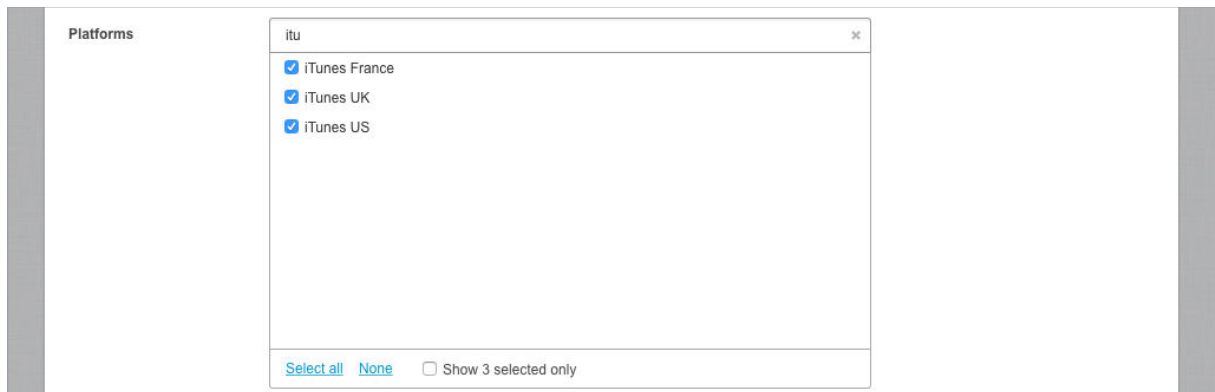 Platforms
itu
iTunes France
iTunes UK
iTunes US
Select all None Show 3 selected only